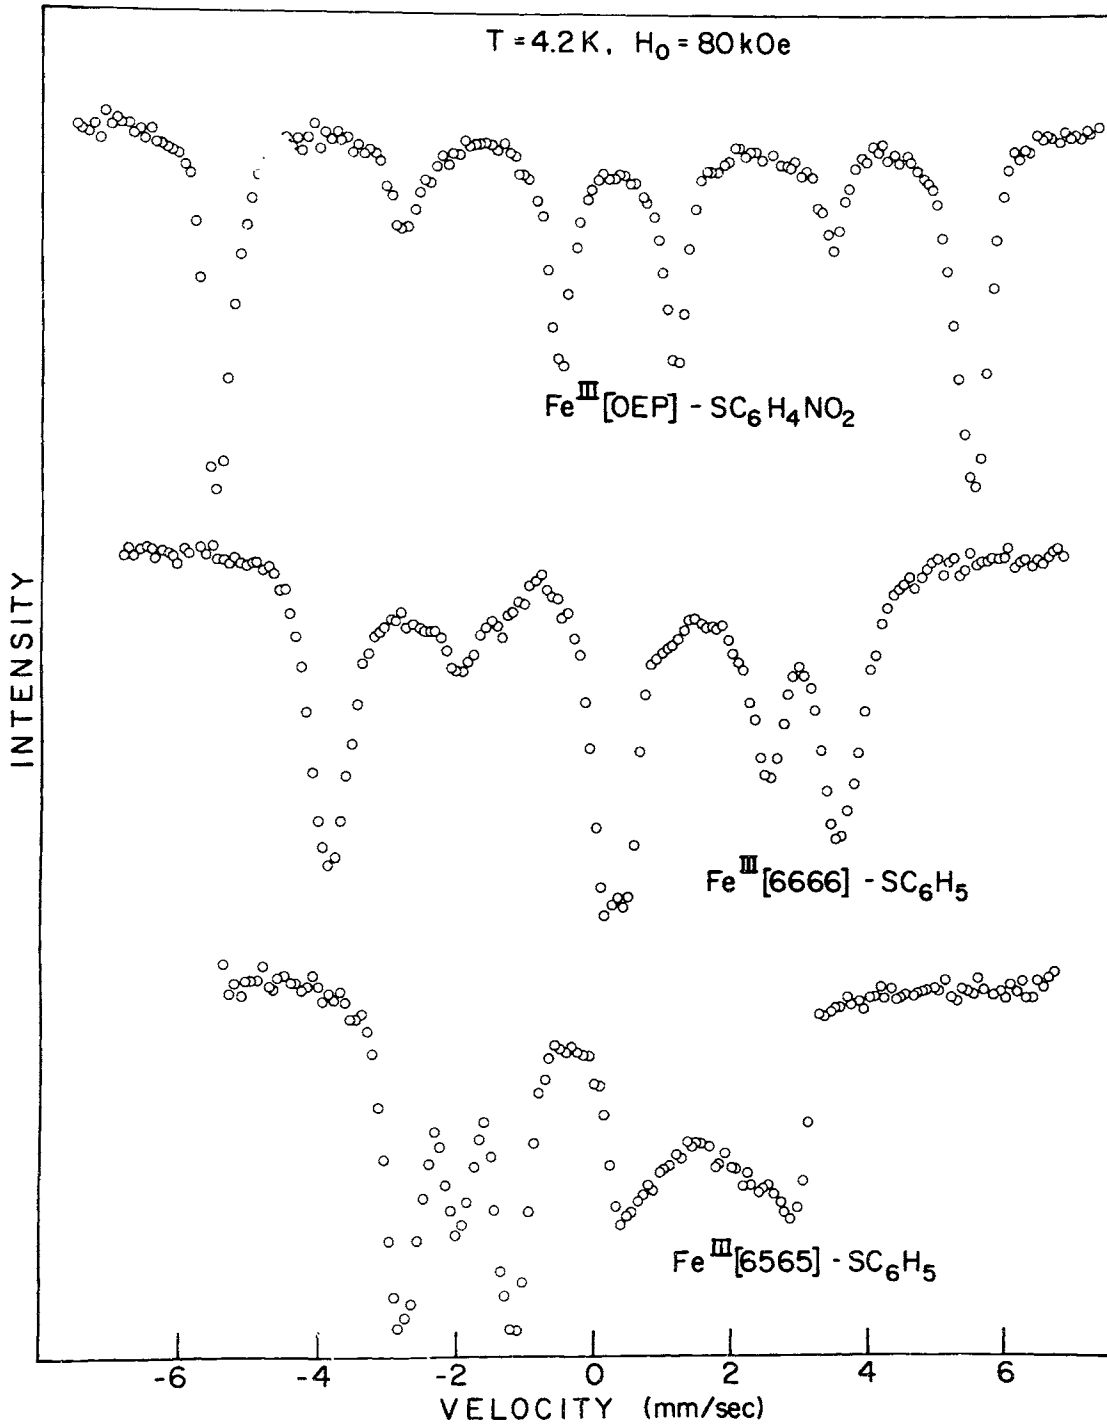 T = 4.2 K, H₀ = 80 kOe
Feᴵᴵᴵ[OEP] - SC₆H₄NO₂
INTENSITY
Feᴵᴵᴵ[6666] - SC₆H₅
Feᴵᴵᴵ[6565] - SC₆H₅
-6 -4 -2 0 2 4 6
VELOCITY (mm/sec)